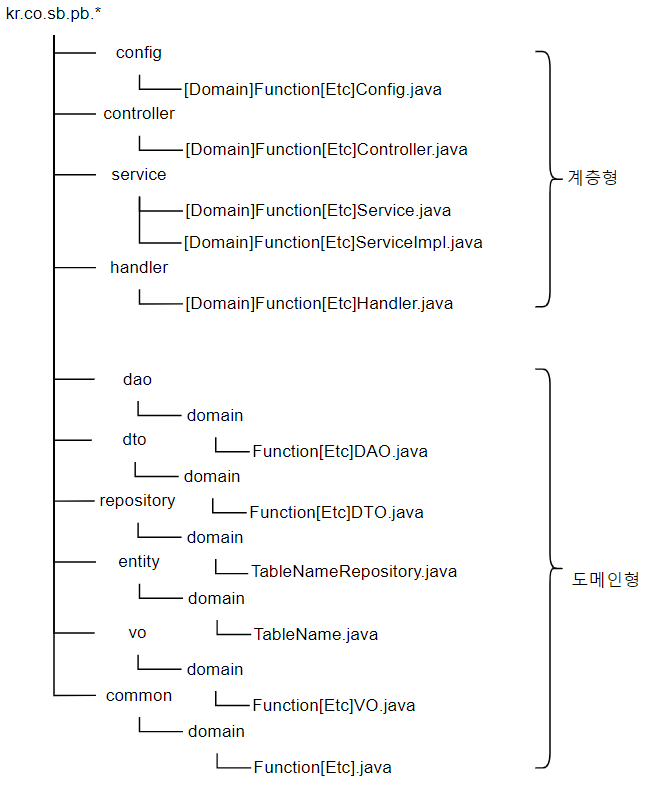 kr.co.sb.pb.*
config
[Domain]Function[Etc]Config.java
controller
[Domain]Function[Etc]Controller.java
service
계층형
[Domain]Function[Etc]Service.java
[Domain]Function[Etc]ServiceImpl.java
handler
[Domain]Function[Etc]Handler.java
dao
domain
dto
Function[Etc]DAO.java
domain
repository
Function[Etc]DTO.java
domain
entity
TableNameRepository.java
도메인형
domain
vo
TableName.java
domain
common
Function[Etc]VO.java
domain
Function[Etc].java